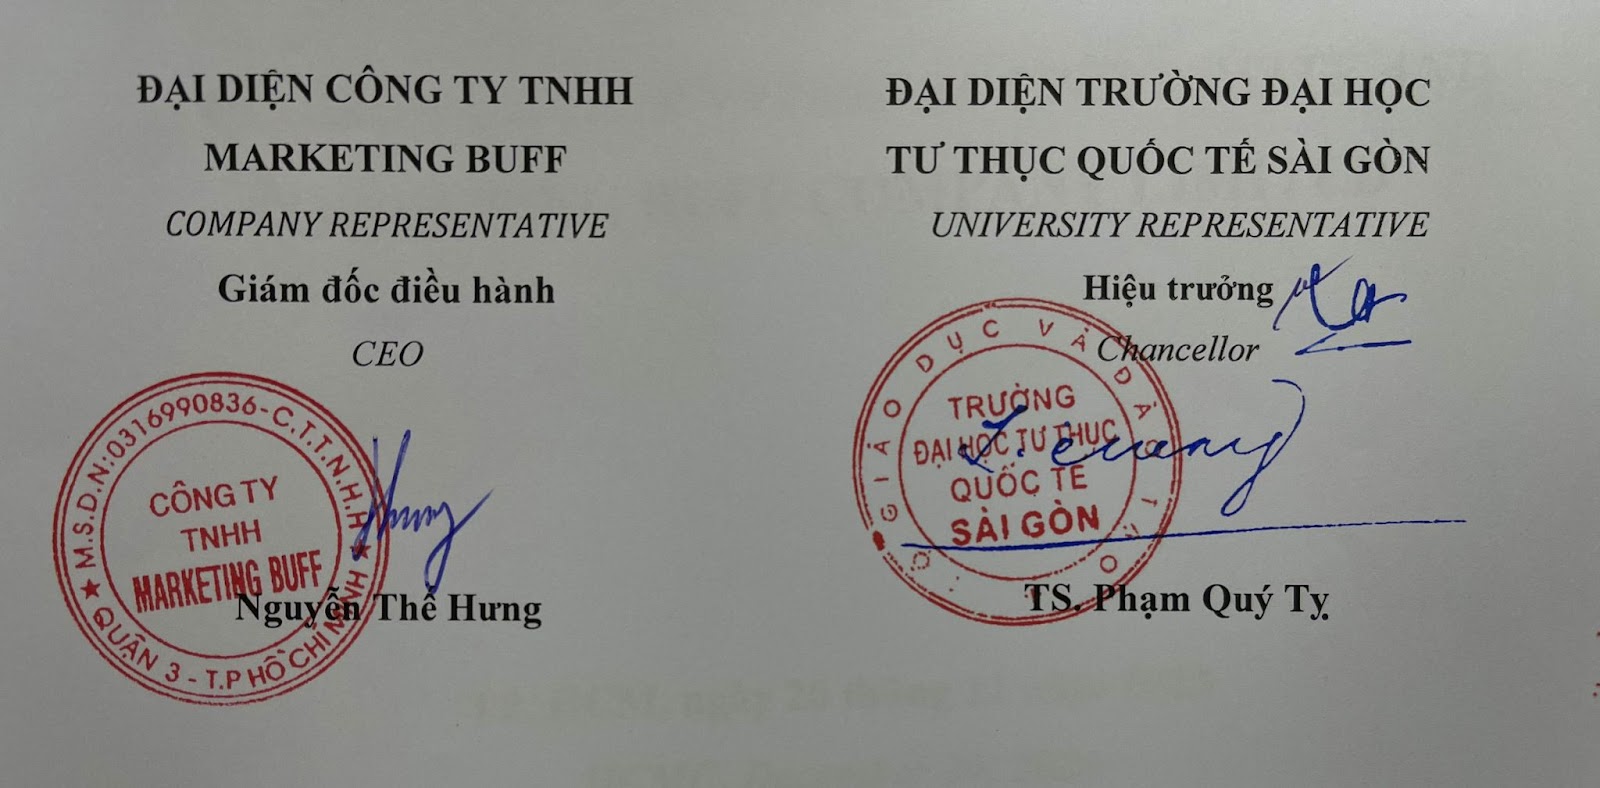 ĐẠI DIỆN CÔNG TY TNHH
MARKETING BUFF
COMPANY REPRESENTATIVE
Giám đốc điều hành
CEO
M.S.D.N:0316990836-C.T.T.N.H.H
CÔNG TY
TNHH
MARKETING BUFF
★ QUẬN 3 - T.P HỒ CHÍ MINH ★
Hưng
Nguyễn Thế Hưng
ĐẠI DIỆN TRƯỜNG ĐẠI HỌC
TƯ THỤC QUỐC TẾ SÀI GÒN
UNIVERSITY REPRESENTATIVE
Hiệu trưởng
Chancellor
GIÁO DỤC VÀ ĐÀO TẠO
TRƯỜNG
ĐẠI HỌC TƯ THỤC
QUỐC TẾ
SÀI GÒN
TS. Phạm Quý Tỵ